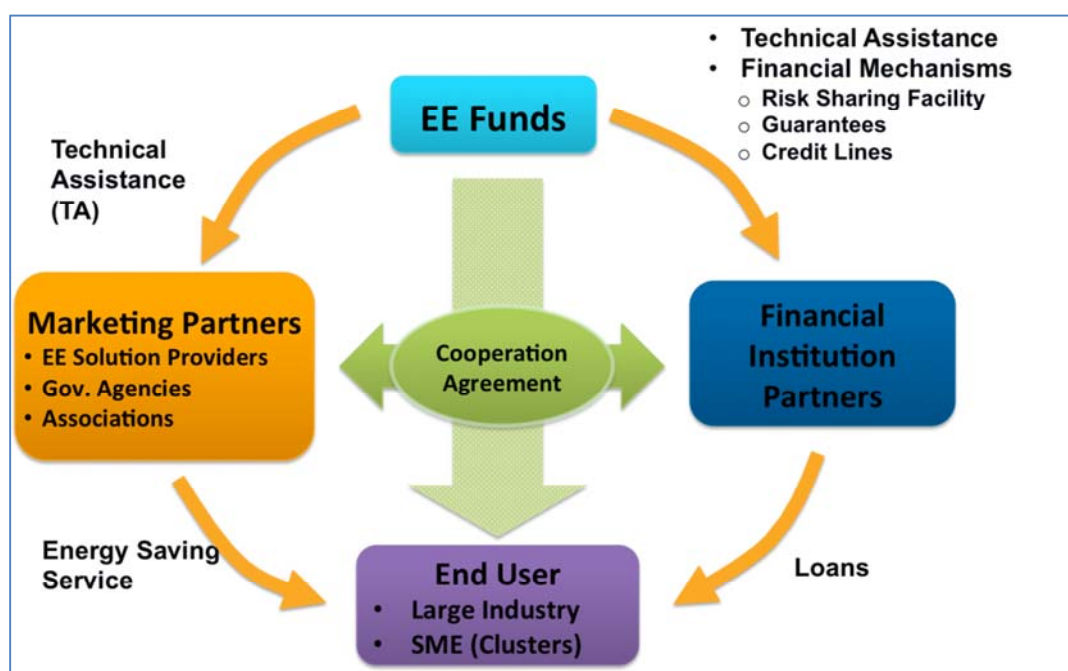 EE Funds
• Technical Assistance
• Financial Mechanisms
o Risk Sharing Facility
o Guarantees
o Credit Lines
Technical
Assistance
(TA)
Marketing Partners
• EE Solution Providers
• Gov. Agencies
• Associations
Cooperation
Agreement
Financial
Institution
Partners
Energy Saving
Service
End User
• Large Industry
• SME (Clusters)
Loans